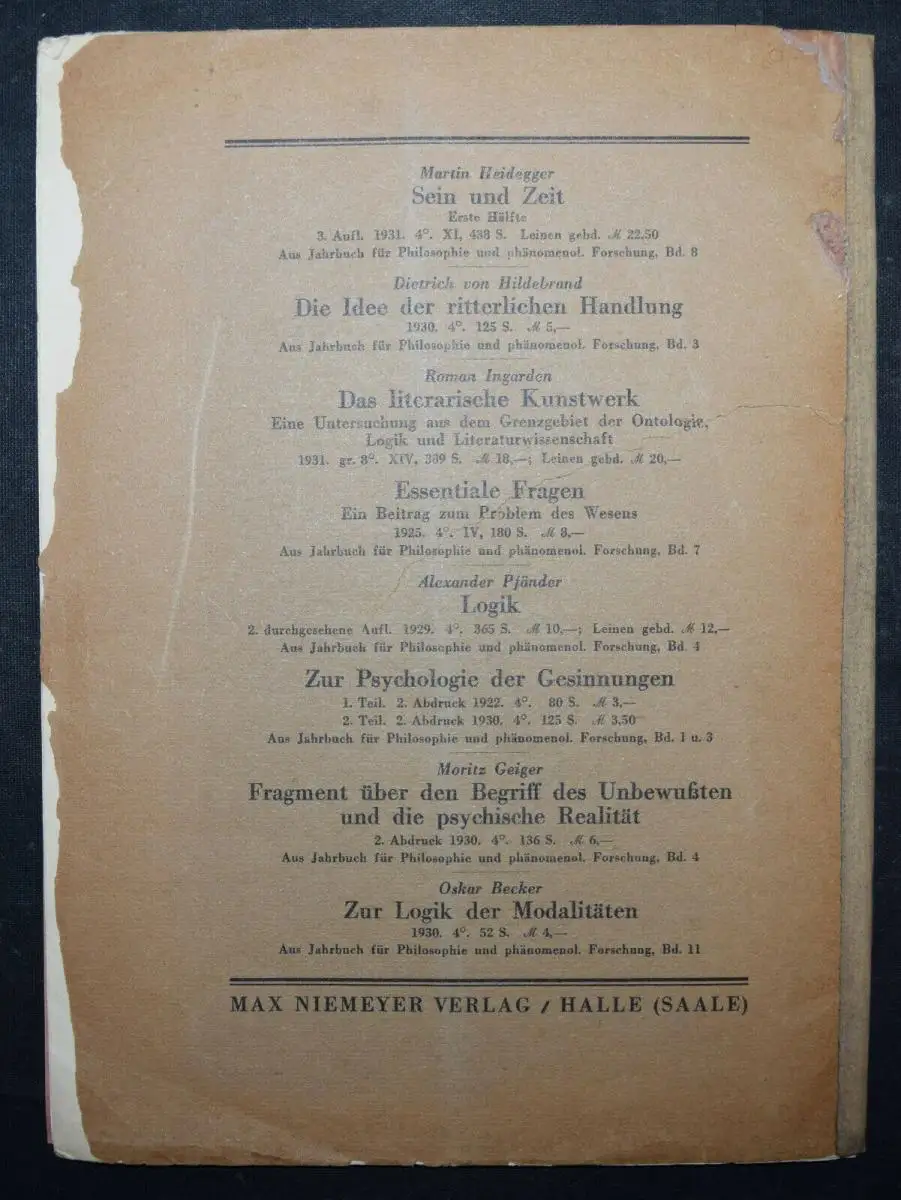 Martin Heidegger
Sein und Zeit
Erste Hälfte
3. Aufl. 1931. 4°. XI, 438 S. Leinen gebd. ℳ 22.50
Aus Jahrbuch für Philosophie und phänomenol. Forschung, Bd. 8
Dietrich von Hildebrand
Die Idee der ritterlichen Handlung
1930. 4°. 125 S. ℳ 5,—
Aus Jahrbuch für Philosophie und phänomenol. Forschung, Bd. 3
Roman Ingarden
Das literarische Kunstwerk
Eine Untersuchung aus dem Grenzgebiet der Ontologie,
Logik und Literaturwissenschaft
1931. gr. 8°. XIV, 389 S. ℳ 18,—; Leinen gebd. ℳ 20,—
Essentiale Fragen
Ein Beitrag zum Problem des Wesens
1925. 4°. IV, 180 S. ℳ 8,—
Aus Jahrbuch für Philosophie und phänomenol. Forschung, Bd. 7
Alexander Pfänder
Logik
2. durchgesehene Aufl. 1929. 4°. 365 S. ℳ 10,—; Leinen gebd. ℳ 12,—
Aus Jahrbuch für Philosophie und phänomenol. Forschung, Bd. 4
Zur Psychologie der Gesinnungen
1. Teil. 2. Abdruck 1922. 4°. 80 S. ℳ 3,—
2. Teil. 2. Abdruck 1930. 4°. 125 S. ℳ 3,50
Aus Jahrbuch für Philosophie und phänomenol. Forschung, Bd. 1 u. 3
Moritz Geiger
Fragment über den Begriff des Unbewußten
und die psychische Realität
2. Abdruck 1930. 4°. 136 S. ℳ 6,—
Aus Jahrbuch für Philosophie und phänomenol. Forschung, Bd. 4
Oskar Becker
Zur Logik der Modalitäten
1930. 4°. 52 S. ℳ 4,—
Aus Jahrbuch für Philosophie und phänomenol. Forschung, Bd. 11
MAX NIEMEYER VERLAG / HALLE (SAALE)